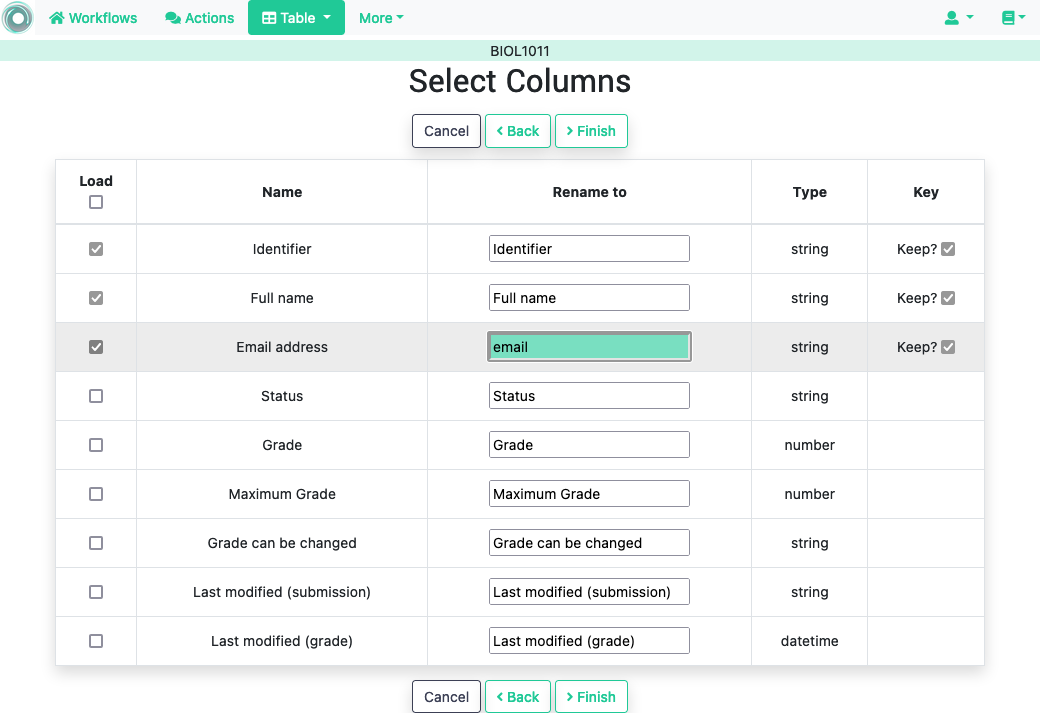 Workflows Actions Table More
BIOL1011
Select Columns
Cancel Back Finish
Load Name Rename to Type Key
Identifier Identifier string Keep?
Full name Full name string Keep?
Email address email string Keep?
Status Status string
Grade Grade number
Maximum Grade Maximum Grade number
Grade can be changed Grade can be changed string
Last modified (submission) Last modified (submission) string
Last modified (grade) Last modified (grade) datetime
Cancel Back Finish